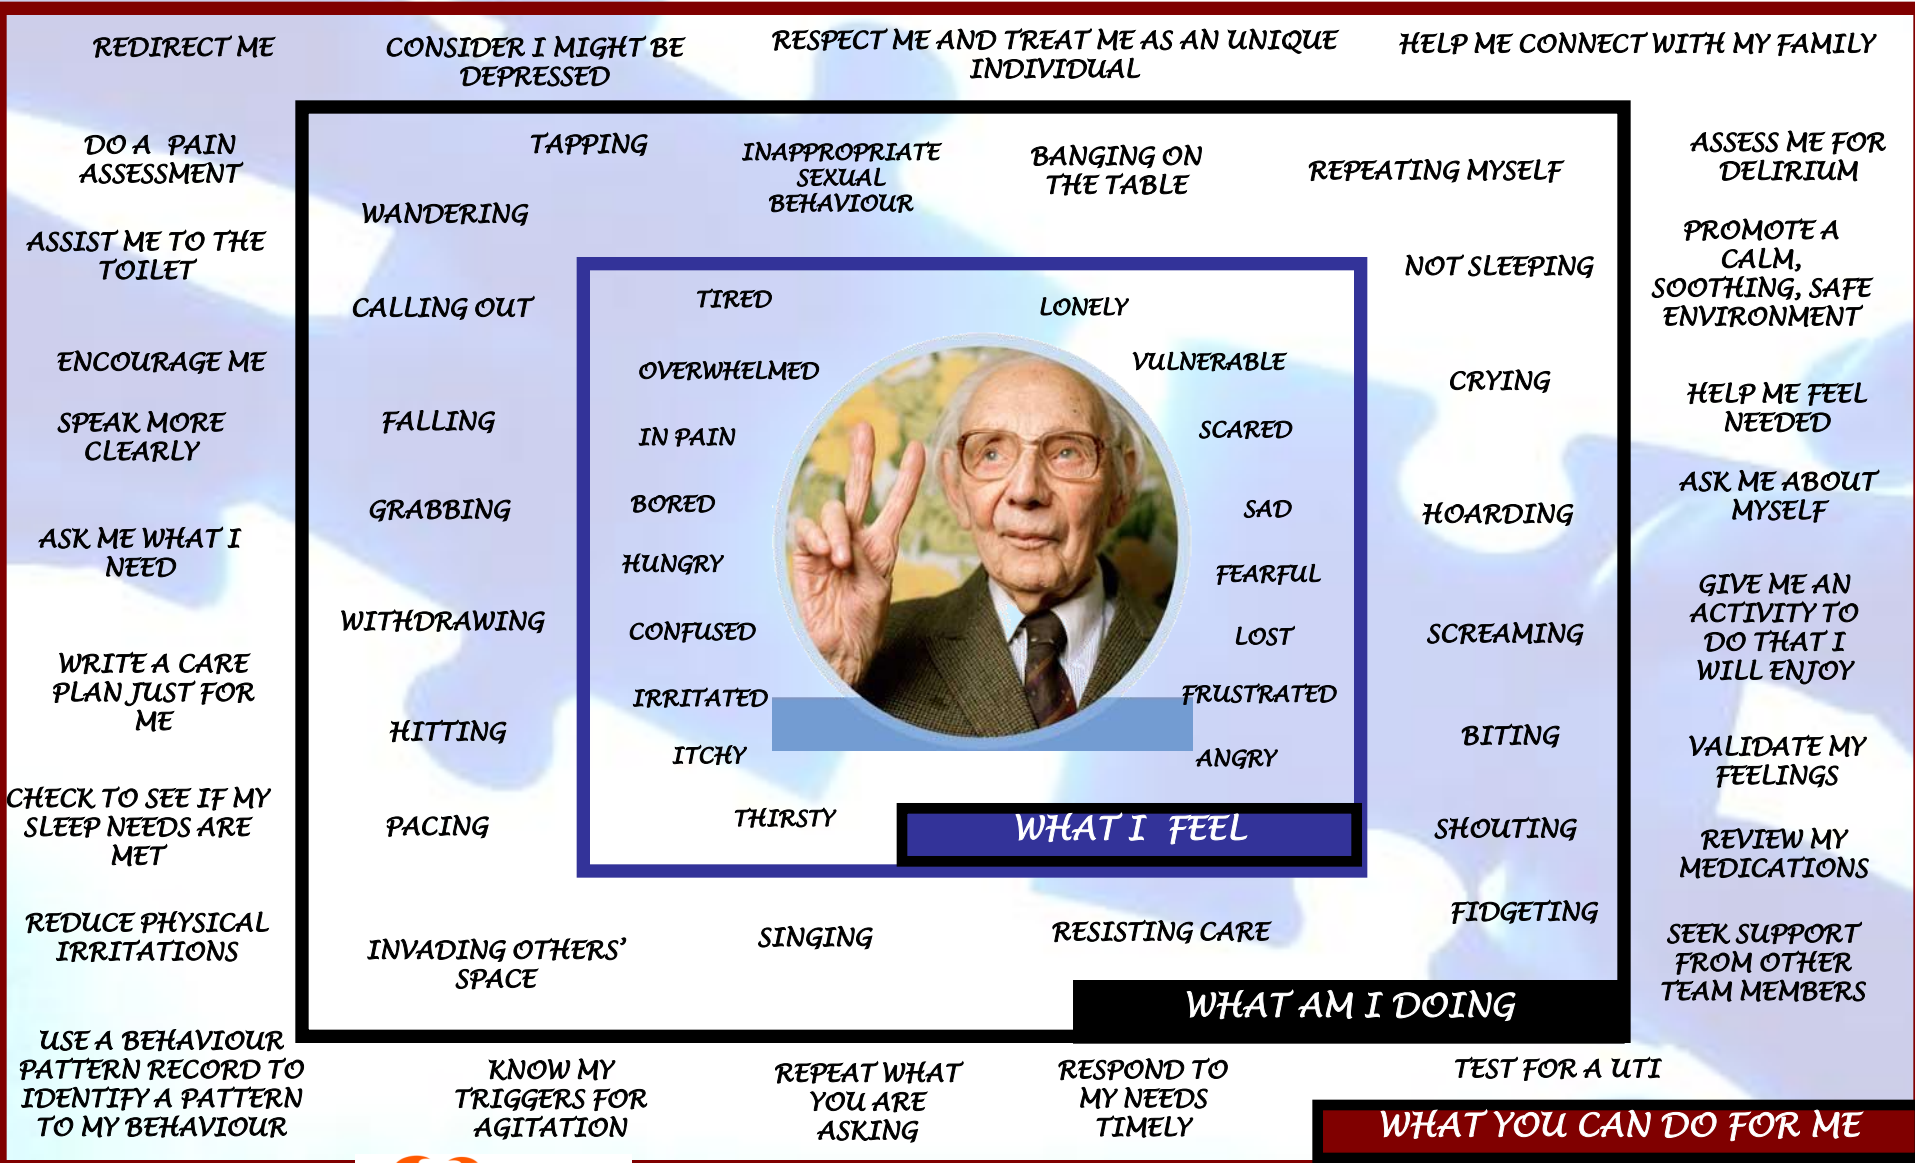 REDIRECT ME
CONSIDER I MIGHT BE
DEPRESSED
RESPECT ME AND TREAT ME AS AN UNIQUE
INDIVIDUAL
HELP ME CONNECT WITH MY FAMILY
DO A PAIN
ASSESSMENT
ASSIST ME TO THE
TOILET
ENCOURAGE ME
SPEAK MORE
CLEARLY
ASK ME WHAT I
NEED
WRITE A CARE
PLAN JUST FOR
ME
CHECK TO SEE IF MY
SLEEP NEEDS ARE
MET
REDUCE PHYSICAL
IRRITATIONS
USE A BEHAVIOUR
PATTERN RECORD TO
IDENTIFY A PATTERN
TO MY BEHAVIOUR
TAPPING
INAPPROPRIATE
SEXUAL
BEHAVIOUR
BANGING ON
THE TABLE
REPEATING MYSELF
WANDERING
CALLING OUT
FALLING
GRABBING
WITHDRAWING
HITTING
PACING
INVADING OTHERS'
SPACE
TIRED
LONELY
OVERWHELMED
IN PAIN
BORED
HUNGRY
CONFUSED
IRRITATED
ITCHY
THIRSTY
VULNERABLE
SCARED
SAD
FEARFUL
LOST
FRUSTRATED
ANGRY
WHAT I FEEL
NOT SLEEPING
CRYING
HOARDING
SCREAMING
BITING
SHOUTING
FIDGETING
SINGING
RESISTING CARE
WHAT AM I DOING
ASSESS ME FOR
DELIRIUM
PROMOTE A
CALM,
SOOTHING, SAFE
ENVIRONMENT
HELP ME FEEL
NEEDED
ASK ME ABOUT
MYSELF
GIVE ME AN
ACTIVITY TO
DO THAT I
WILL ENJOY
VALIDATE MY
FEELINGS
REVIEW MY
MEDICATIONS
SEEK SUPPORT
FROM OTHER
TEAM MEMBERS
KNOW MY
TRIGGERS FOR
AGITATION
REPEAT WHAT
YOU ARE
ASKING
RESPOND TO
MY NEEDS
TIMELY
TEST FOR A UTI
WHAT YOU CAN DO FOR ME